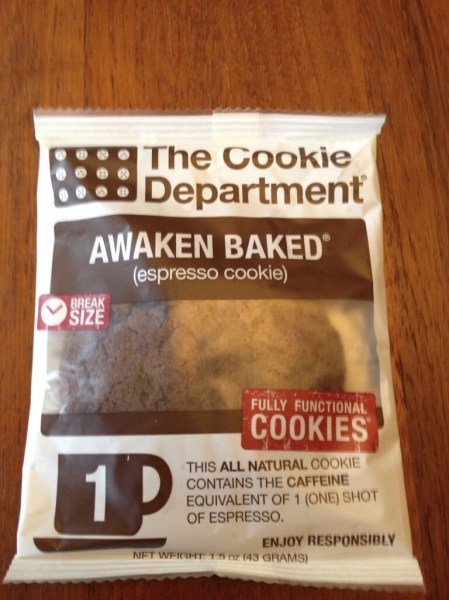 The Cookie
Department®
AWAKEN BAKED®
(espresso cookie)
BREAK
SIZE
FULLY FUNCTIONAL
COOKIES
1
THIS ALL NATURAL COOKIE
CONTAINS THE CAFFEINE
EQUIVALENT OF 1 (ONE) SHOT
OF ESPRESSO.
ENJOY RESPONSIBLY
NET WEIGHT: 1.5 oz (43 GRAMS)